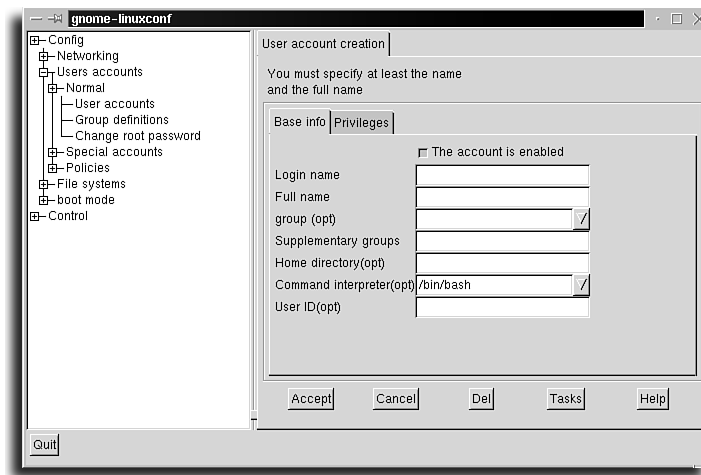 gnome-linuxconf
Config
Networking
Users accounts
Normal
User accounts
Group definitions
Change root password
Special accounts
Policies
File systems
boot mode
Control
User account creation
You must specify at least the name
and the full name
Base info Privileges
The account is enabled
Login name
Full name
group (opt)
Supplementary groups
Home directory(opt)
Command interpreter(opt) /bin/bash
User ID(opt)
Accept Cancel Del Tasks Help
Quit